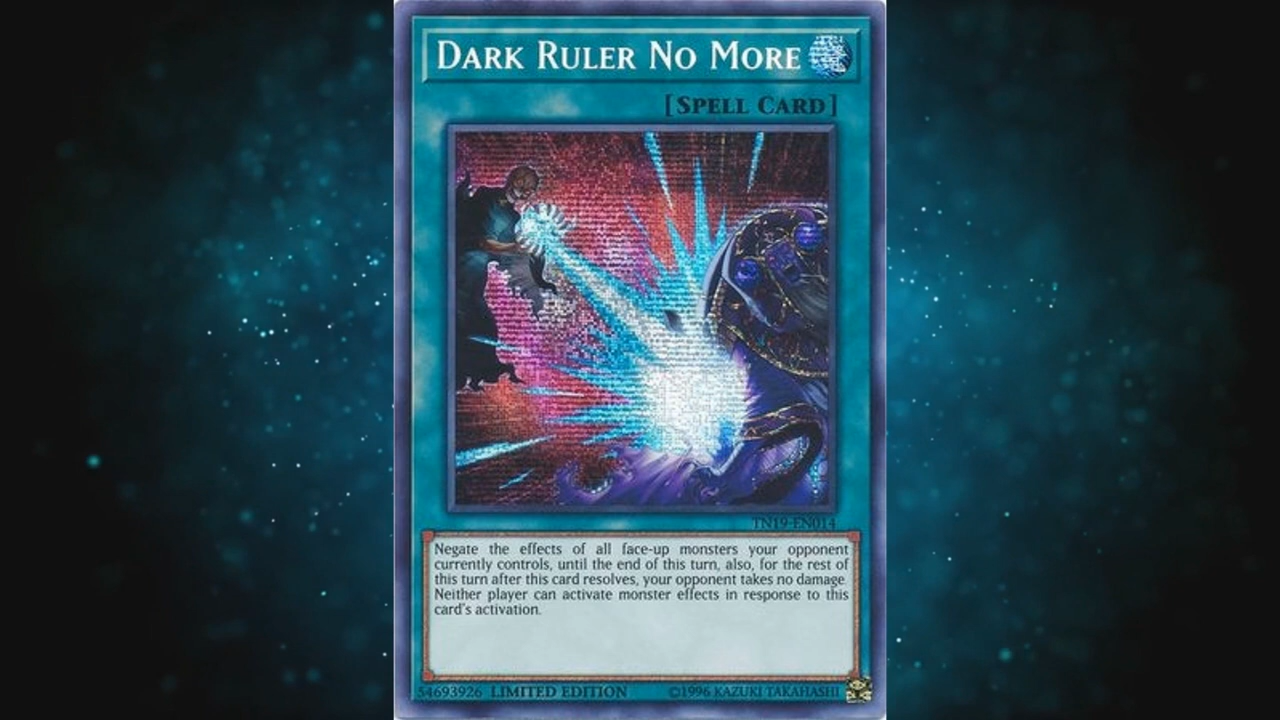 DARK RULER NO MORE
[SPELL CARD]
TN19-EN014
Negate the effects of all face-up monsters your opponent
currently controls, until the end of this turn, also, for the rest of
this turn after this card resolves, your opponent takes no damage.
Neither player can activate monster effects in response to this
card's activation.
54693926 LIMITED EDITION ©1996 KAZUKI TAKAHASHI